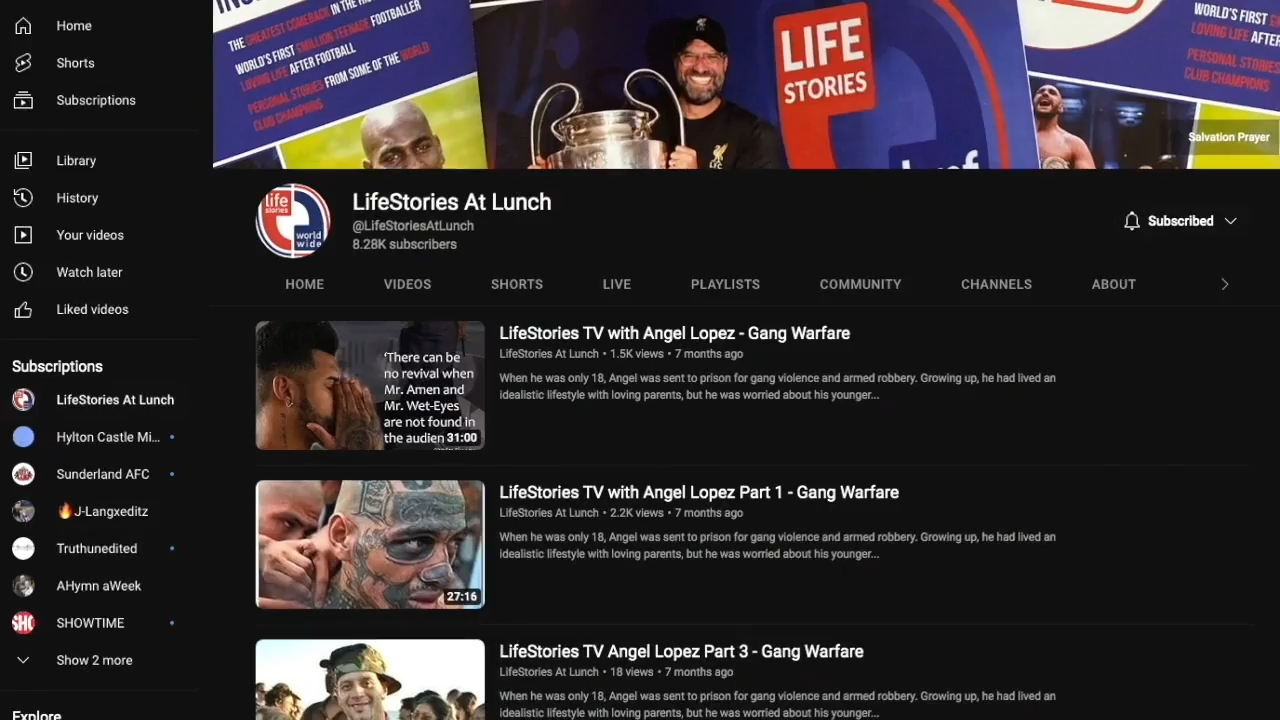 Home
Shorts
Subscriptions
Library
History
Your videos
Watch later
Liked videos
Subscriptions
LifeStories At Lunch
Hylton Castle Mi...
Sunderland AFC
🔥J-Langxeditz
Truthunedited
AHymn aWeek
SHOWTIME
Show 2 more
Explore
THE GREATEST COMEBACK IN THE
WORLD'S FIRST £MILLION TEENAGE FOOTBALLER
LOVING LIFE AFTER FOOTBALL
PERSONAL STORIES FROM SOME OF THE WORLD
CLUB CHAMPIONS
LIFE
STORIES
WORLD'S FIRST
LOVING LIFE AFTER
PERSONAL STORIES
CLUB CHAMPIONS
Salvation Prayer
life
stories
world
wide
LifeStories At Lunch
@LifeStoriesAtLunch
8.28K subscribers
Subscribed
HOME VIDEOS SHORTS LIVE PLAYLISTS COMMUNITY CHANNELS ABOUT
'There can be
no revival when
Mr. Amen and
Mr. Wet-Eyes
are not found in
the audien
31:00
LifeStories TV with Angel Lopez - Gang Warfare
LifeStories At Lunch • 1.5K views • 7 months ago
When he was only 18, Angel was sent to prison for gang violence and armed robbery. Growing up, he had lived an
idealistic lifestyle with loving parents, but he was worried about his younger...
27:16
LifeStories TV with Angel Lopez Part 1 - Gang Warfare
LifeStories At Lunch • 2.2K views • 7 months ago
When he was only 18, Angel was sent to prison for gang violence and armed robbery. Growing up, he had lived an
idealistic lifestyle with loving parents, but he was worried about his younger...
LifeStories TV Angel Lopez Part 3 - Gang Warfare
LifeStories At Lunch • 18 views • 7 months ago
When he was only 18, Angel was sent to prison for gang violence and armed robbery. Growing up, he had lived an
idealistic lifestyle with loving parents, but he was worried about his younger...